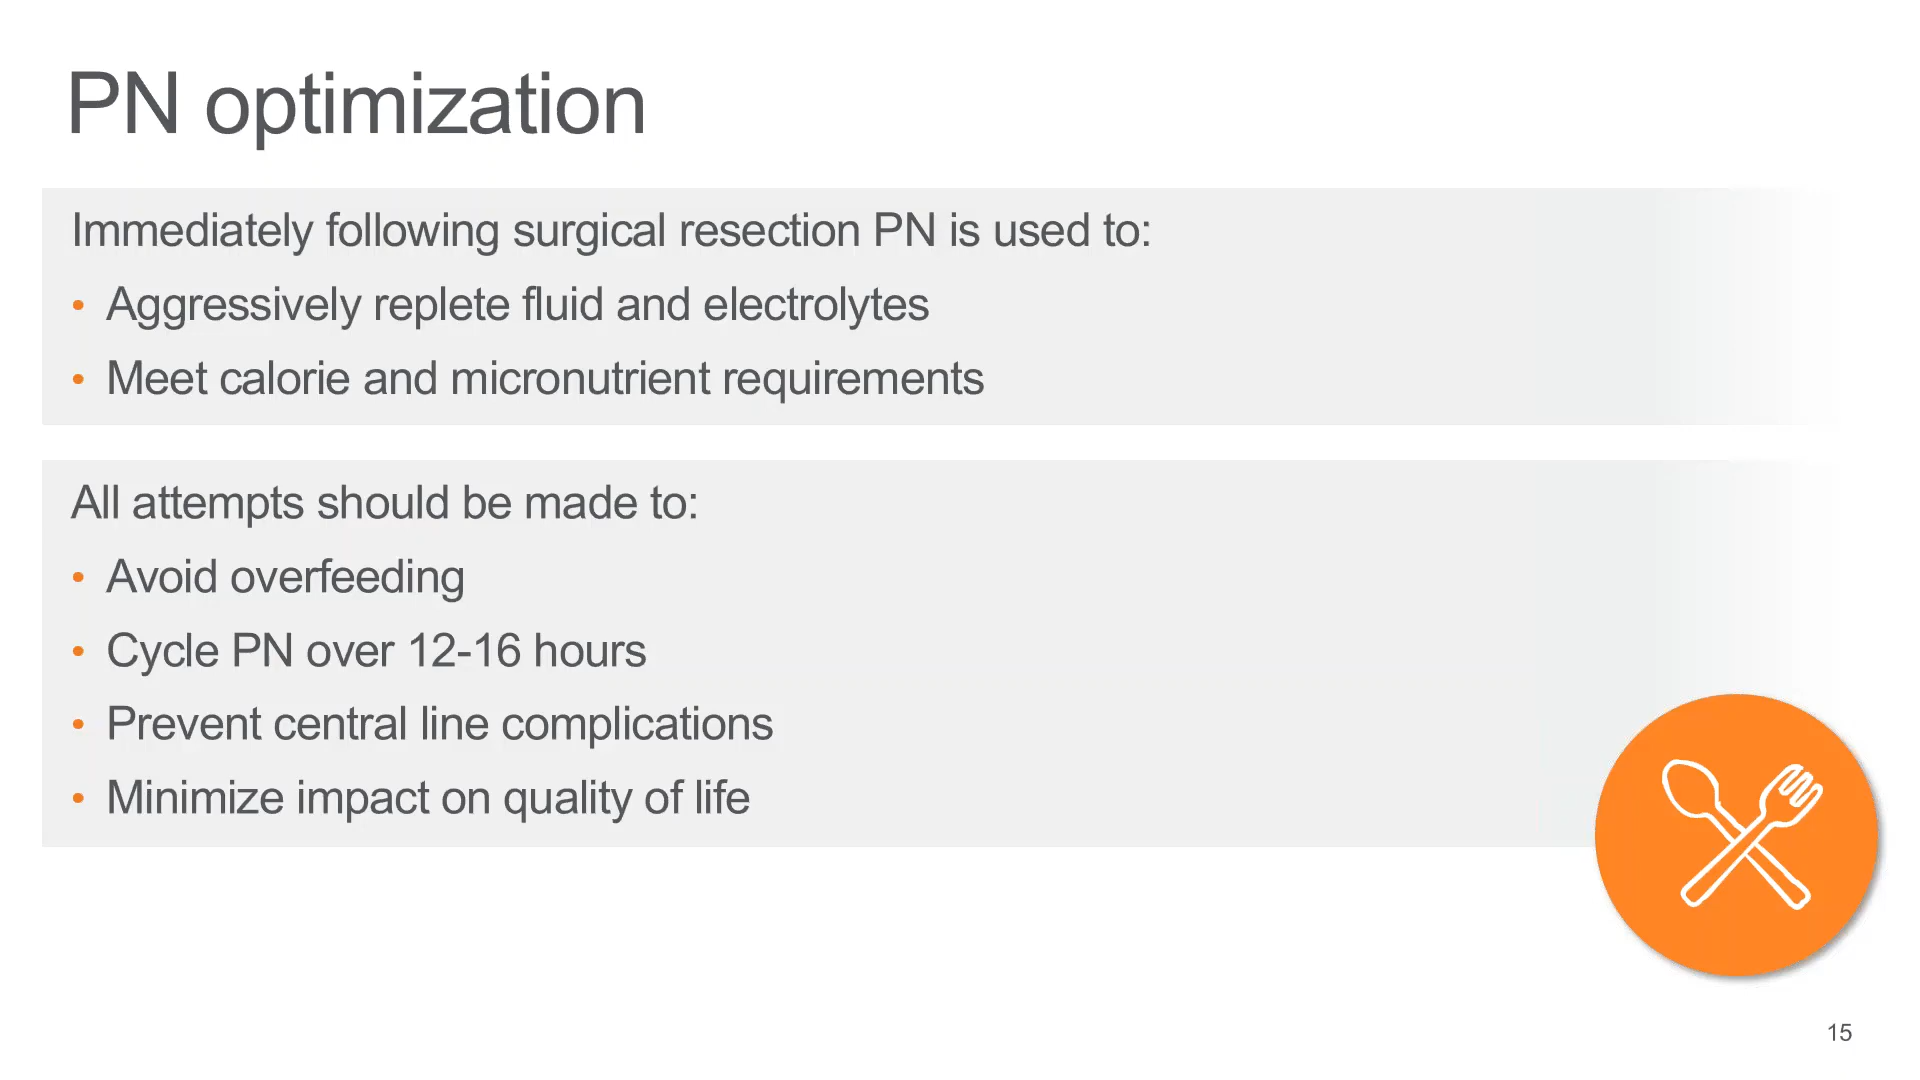 PN optimization
Immediately following surgical resection PN is used to:
• Aggressively replete fluid and electrolytes
• Meet calorie and micronutrient requirements
All attempts should be made to:
• Avoid overfeeding
• Cycle PN over 12-16 hours
• Prevent central line complications
• Minimize impact on quality of life
15